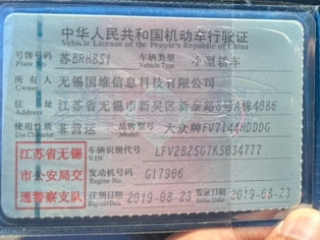 中华人民共和国机动车行驶证
Vehicle License of the People's Republic of China
号牌号码 苏BRH851 车辆类型 小型轿车
Plate No. Vehicle Type
所有人 无锡国维信息科技有限公司
Owner
住址 江苏省无锡市新吴区新泰路8号A栋4086
Address
使用性质 非营运 品牌型号 大众牌FV7144HDDDG
Use Character Model
江苏省无锡市公安局交通警察支队
车辆识别代号 LFV2B25G7K5034777
VIN
发动机号码 G17906
Engine No.
注册日期 2019-08-23 发证日期 2019-08-23
Register Date Issue Date